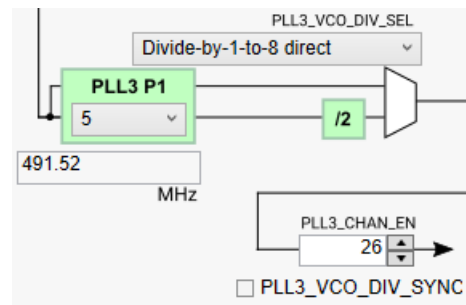 PLL3_VCO_DIV_SEL
Divide-by-1-to-8 direct
PLL3 P1
5
/2
491.52
MHz
PLL3_CHAN_EN
26
PLL3_VCO_DIV_SYNC